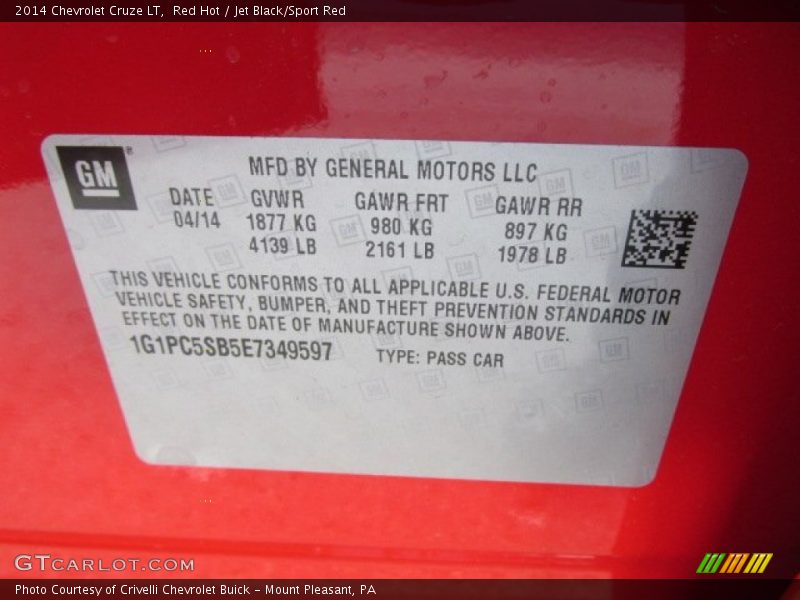 2014 Chevrolet Cruze LT,  Red Hot / Jet Black/Sport Red
GM®
MFD BY GENERAL MOTORS LLC
DATE GVWR GAWR FRT GAWR RR
04/14 1877 KG 980 KG 897 KG
4139 LB 2161 LB 1978 LB
THIS VEHICLE CONFORMS TO ALL APPLICABLE U.S. FEDERAL MOTOR
VEHICLE SAFETY, BUMPER, AND THEFT PREVENTION STANDARDS IN
EFFECT ON THE DATE OF MANUFACTURE SHOWN ABOVE.
1G1PC5SB5E7349597 TYPE: PASS CAR
GTCARLOT.COM
Photo Courtesy of Crivelli Chevrolet Buick - Mount Pleasant, PA